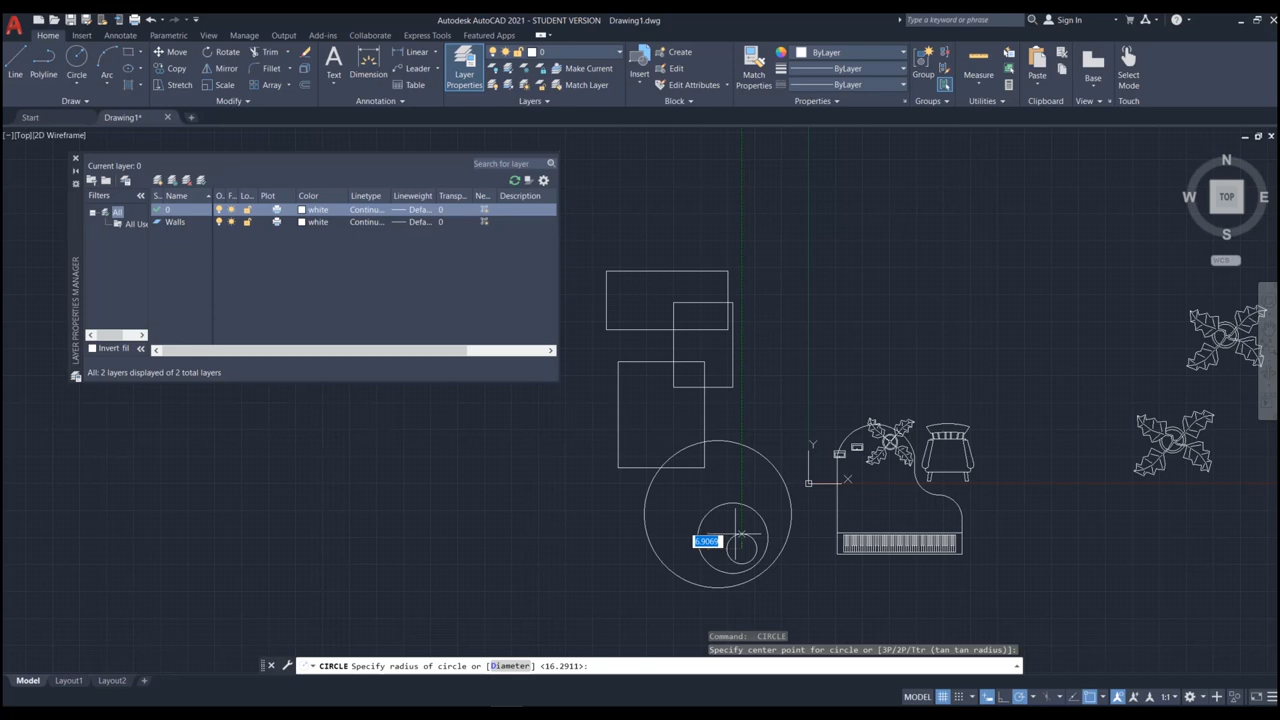 Autodesk AutoCAD 2021 - STUDENT VERSION Drawing1.dwg
Type a keyword or phrase
Sign In
Home Insert Annotate Parametric View Manage Output Add-ins Collaborate Express Tools Featured Apps
Line Polyline Circle Arc
Move Rotate Trim
Copy Mirror Fillet
Stretch Scale Array
Text Dimension
Linear
Leader
Table
Layer Properties
0
Make Current
Match Layer
Insert
Create
Edit
Edit Attributes
Match Properties
ByLayer
ByLayer
ByLayer
Group
Measure
Paste
Base
Select Mode
Draw Modify Annotation Layers Block Properties Groups Utilities Clipboard View Touch
Start Drawing1*
[−][Top][2D Wireframe]
Current layer: 0
Search for layer
Filters
S.. Name O.. F.. Lo... Plot Color Linetype Lineweight Transp... Ne... Description
All
All Use
0 white Continu... Defa... 0
Walls white Continu... Defa... 0
Invert fil
All: 2 layers displayed of 2 total layers
LAYER PROPERTIES MANAGER
N
W TOP E
S
WCS
Y
X
6.9069
Command: CIRCLE
Specify center point for circle or [3P/2P/Ttr (tan tan radius)]:
CIRCLE Specify radius of circle or [Diameter] <16.2911>:
Model Layout1 Layout2
MODEL
1:1